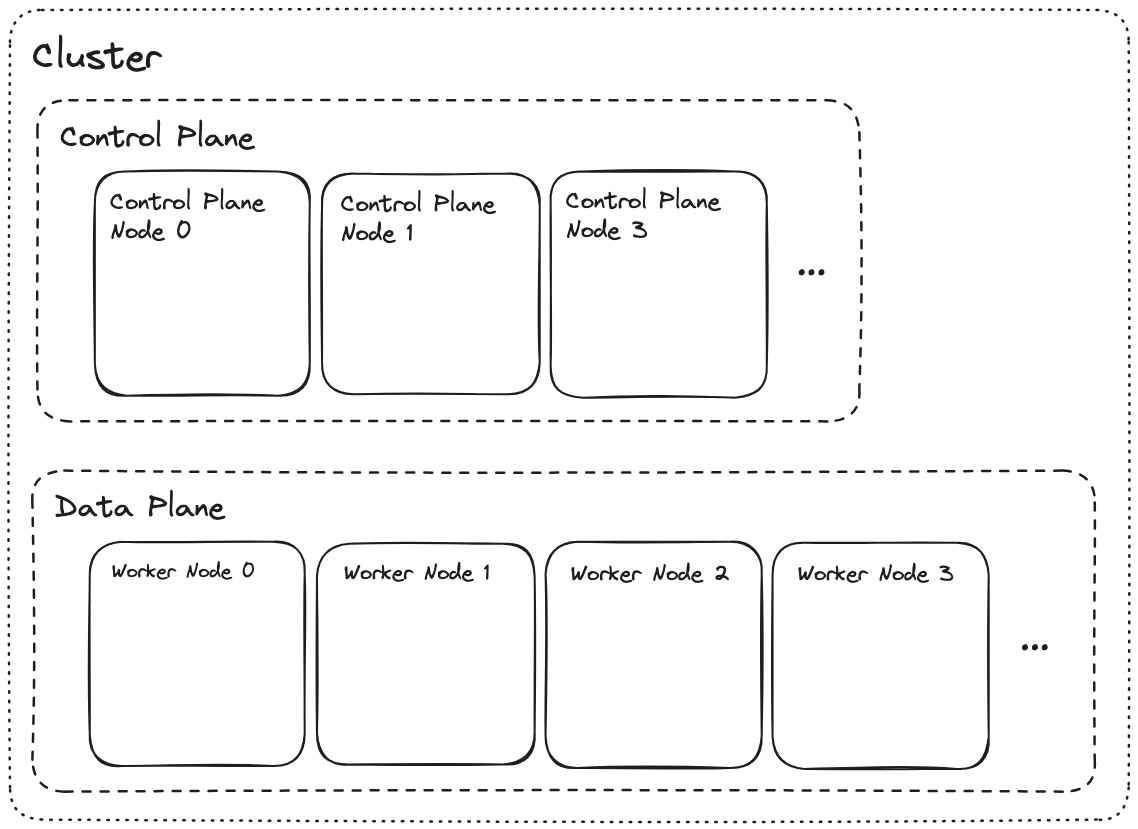 Cluster
Control Plane
Control Plane
Node 0
Control Plane
Node 1
Control Plane
Node 3
...
Data Plane
Worker Node 0
Worker Node 1
Worker Node 2
Worker Node 3
...